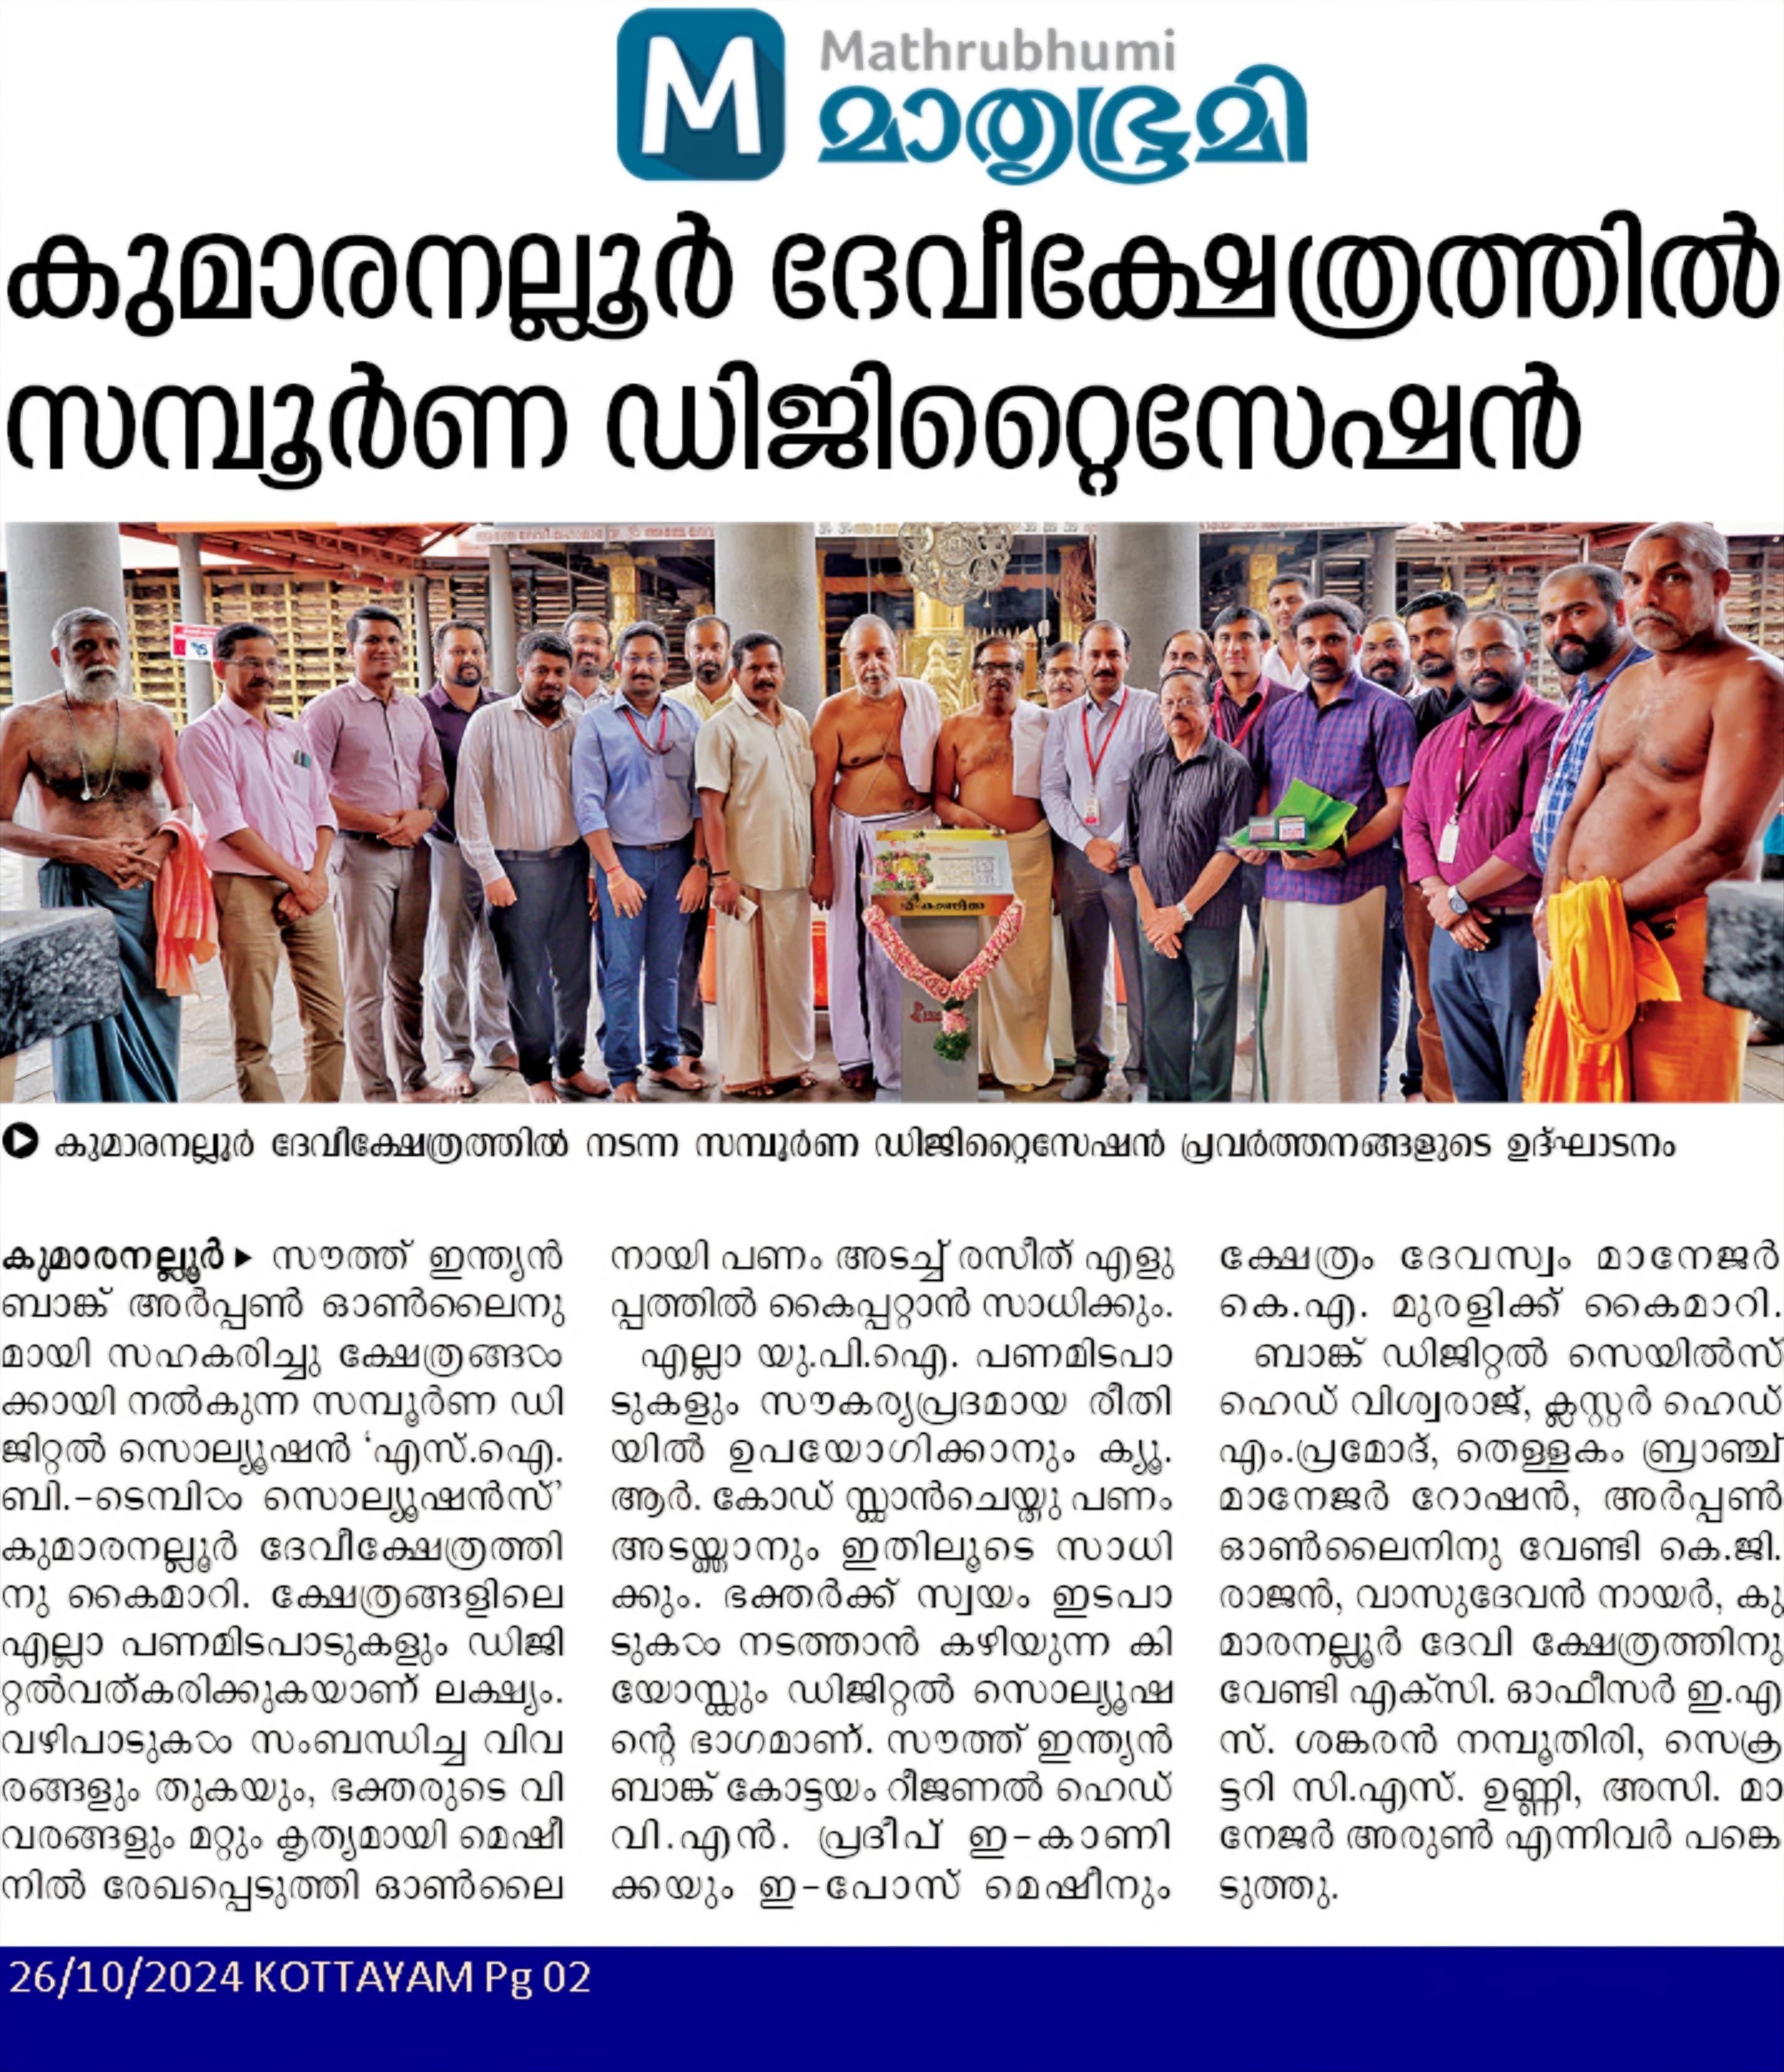 M
Mathrubhumi
മാതൃഭൂമി
കുമാരനല്ലൂർ ദേവീക്ഷേത്രത്തിൽ
സമ്പൂർണ ഡിജിറ്റൈസേഷൻ
കുമാരനല്ലൂർ ദേവീക്ഷേത്രത്തിൽ നടന്ന സമ്പൂർണ ഡിജിറ്റൈസേഷൻ പ്രവർത്തനങ്ങളുടെ ഉദ്ഘാടനം
കുമാരനല്ലൂർ ▸ സൗത്ത് ഇന്ത്യൻ
ബാങ്ക് അർപ്പൺ ഓൺലൈനു
മായി സഹകരിച്ചു ക്ഷേത്രങ്ങൾ
ക്കായി നൽകുന്ന സമ്പൂർണ ഡി
ജിറ്റൽ സൊല്യൂഷൻ ‘എസ്.ഐ.
ബി.-ടെമ്പിൾ സൊല്യൂഷൻസ്’
കുമാരനല്ലൂർ ദേവീക്ഷേത്രത്തി
നു കൈമാറി. ക്ഷേത്രങ്ങളിലെ
എല്ലാ പണമിടപാടുകളും ഡിജി
റ്റൽവത്കരിക്കുകയാണ് ലക്ഷ്യം.
വഴിപാടുകൾ സംബന്ധിച്ച വിവ
രങ്ങളും തുകയും, ഭക്തരുടെ വി
വരങ്ങളും മറ്റും കൃത്യമായി മെഷീ
നിൽ രേഖപ്പെടുത്തി ഓൺലൈ
നായി പണം അടച്ച് രസീത് എളു
പ്പത്തിൽ കൈപ്പറ്റാൻ സാധിക്കും.
എല്ലാ യു.പി.ഐ. പണമിടപാ
ടുകളും സൗകര്യപ്രദമായ രീതി
യിൽ ഉപയോഗിക്കാനും ക്യൂ.
ആർ. കോഡ് സ്കാൻചെയ്തു പണം
അടയ്ക്കാനും ഇതിലൂടെ സാധി
ക്കും. ഭക്തർക്ക് സ്വയം ഇടപാ
ടുകൾ നടത്താൻ കഴിയുന്ന കി
യോസ്കും ഡിജിറ്റൽ സൊല്യൂഷ
ന്റെ ഭാഗമാണ്. സൗത്ത് ഇന്ത്യൻ
ബാങ്ക് കോട്ടയം റീജണൽ ഹെഡ്
വി.എൻ. പ്രദീപ് ഇ-കാണി
ക്കയും ഇ-പോസ് മെഷീനും
ക്ഷേത്രം ദേവസ്വം മാനേജർ
കെ.എ. മുരളിക്ക് കൈമാറി.
ബാങ്ക് ഡിജിറ്റൽ സെയിൽസ്
ഹെഡ് വിശ്വരാജ്, ക്ലസ്റ്റർ ഹെഡ്
എം.പ്രമോദ്, തെള്ളകം ബ്രാഞ്ച്
മാനേജർ റോഷൻ, അർപ്പൺ
ഓൺലൈനിനു വേണ്ടി കെ.ജി.
രാജൻ, വാസുദേവൻ നായർ, കു
മാരനല്ലൂർ ദേവി ക്ഷേത്രത്തിനു
വേണ്ടി എക്സി. ഓഫീസർ ഇ.എ
സ്. ശങ്കരൻ നമ്പൂതിരി, സെക്ര
ട്ടറി സി.എസ്. ഉണ്ണി, അസി. മാ
നേജർ അരുൺ എന്നിവർ പങ്കെ
ടുത്തു.
26/10/2024 KOTTAYAM Pg 02